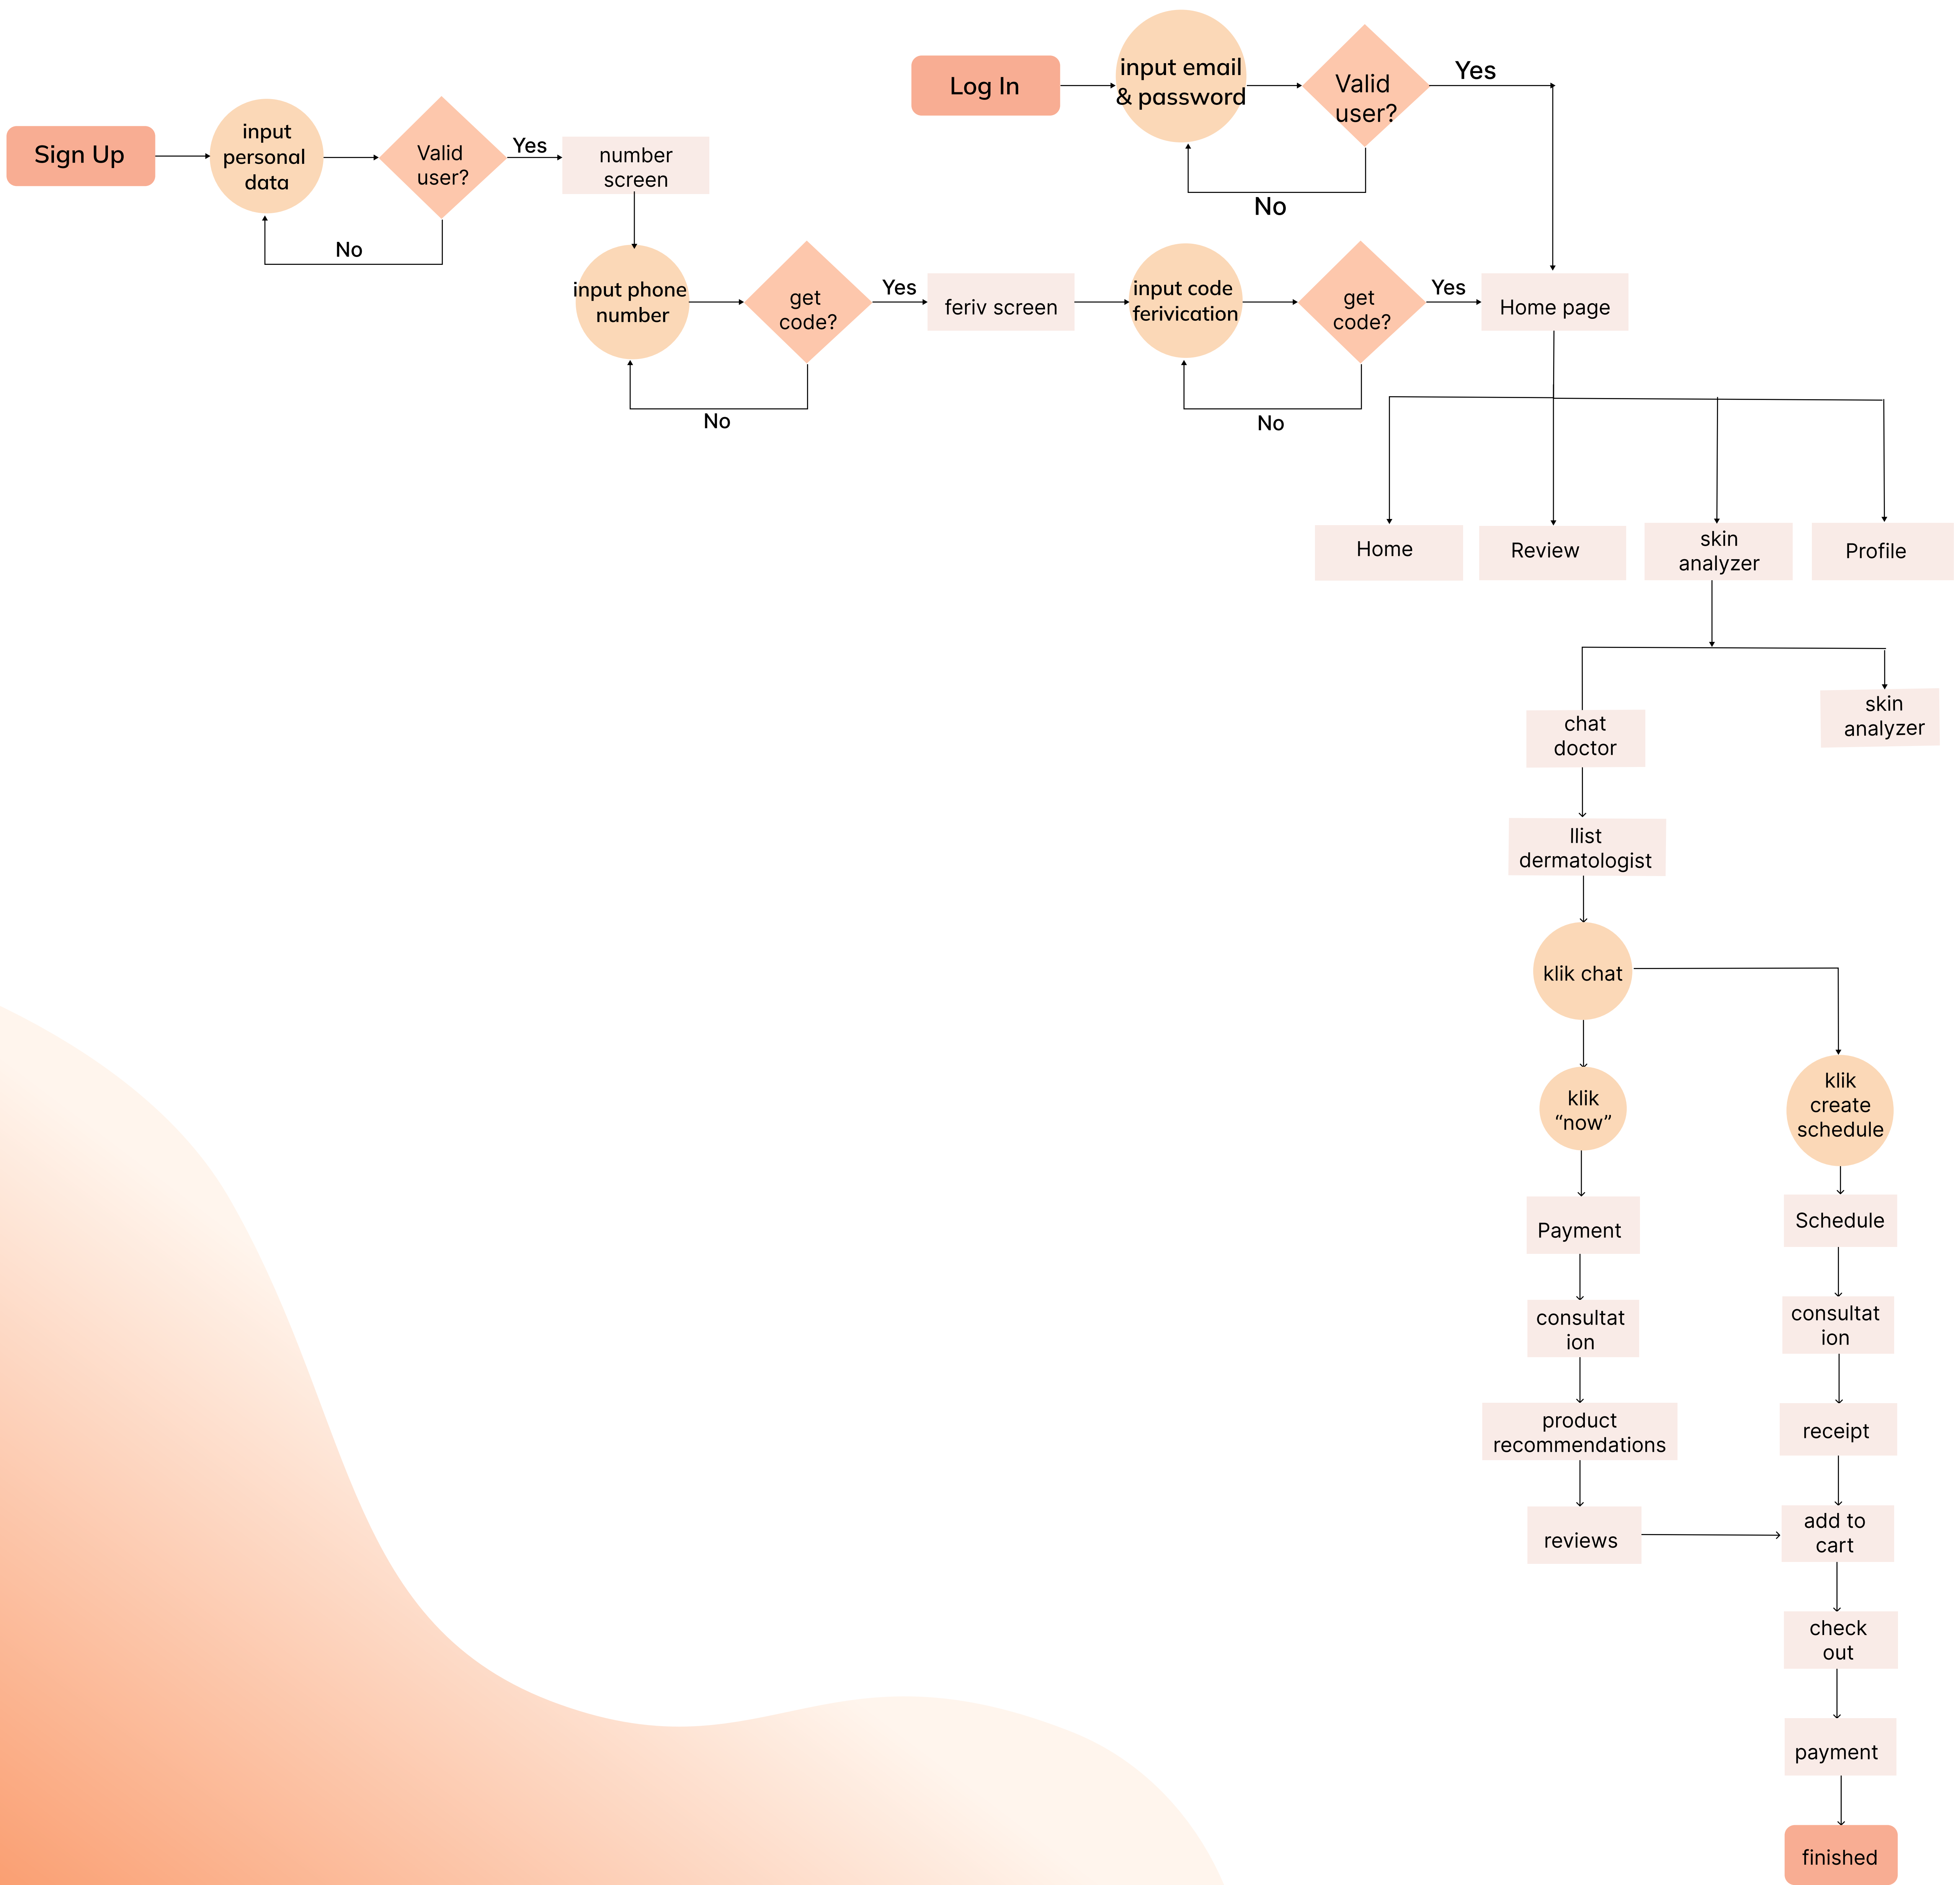 Log In
input email
& password
Valid
user?
Yes
No
Sign Up
input
personal
data
Valid
user?
Yes
No
number
screen
input phone
number
get
code?
Yes
No
feriv screen
input code
ferivication
get
code?
Yes
No
Home page
Home
Review
skin
analyzer
Profile
chat
doctor
skin
analyzer
llist
dermatologist
klik chat
klik
“now”
klik
create
schedule
Payment
Schedule
consultat
ion
consultat
ion
product
recommendations
receipt
reviews
add to
cart
check
out
payment
finished